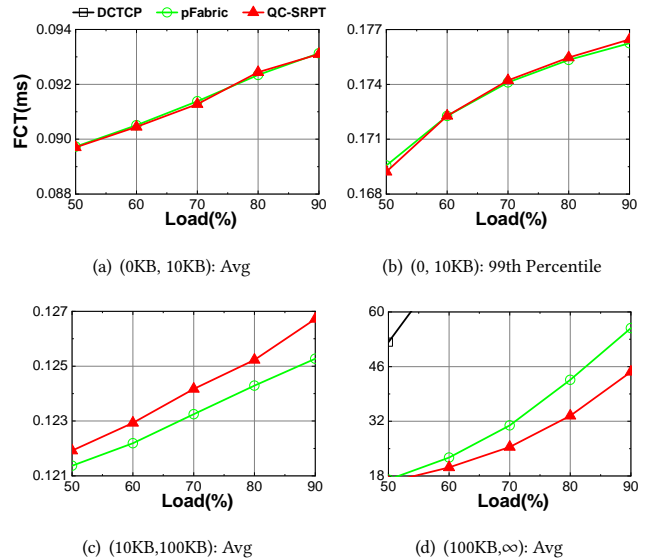 DCTCP pFabric QC-SRPT
0.094
0.092
0.090
0.088
FCT(ms)
50 60 70 80 90
Load(%)
(a) (0KB, 10KB): Avg
0.177
0.174
0.171
0.168
50 60 70 80 90
Load(%)
(b) (0, 10KB): 99th Percentile
0.127
0.125
0.123
0.121
50 60 70 80 90
Load(%)
(c) (10KB,100KB): Avg
60
46
32
18
50 60 70 80 90
Load(%)
(d) (100KB,∞): Avg